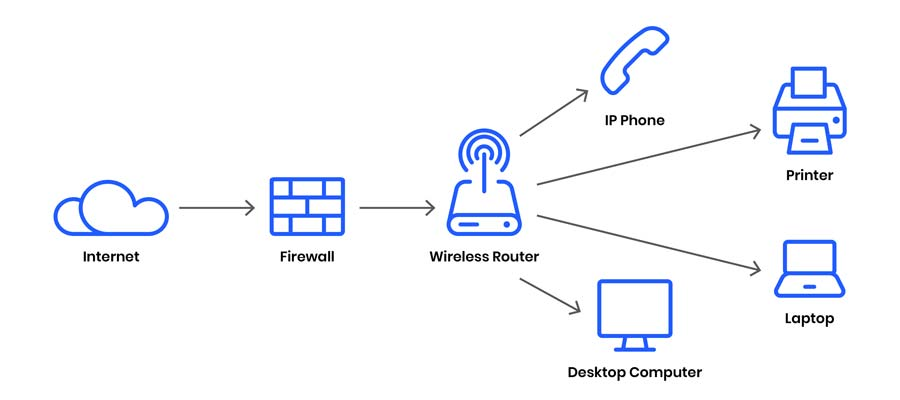 IP Phone
Printer
Internet
Firewall
Wireless Router
Laptop
Desktop Computer